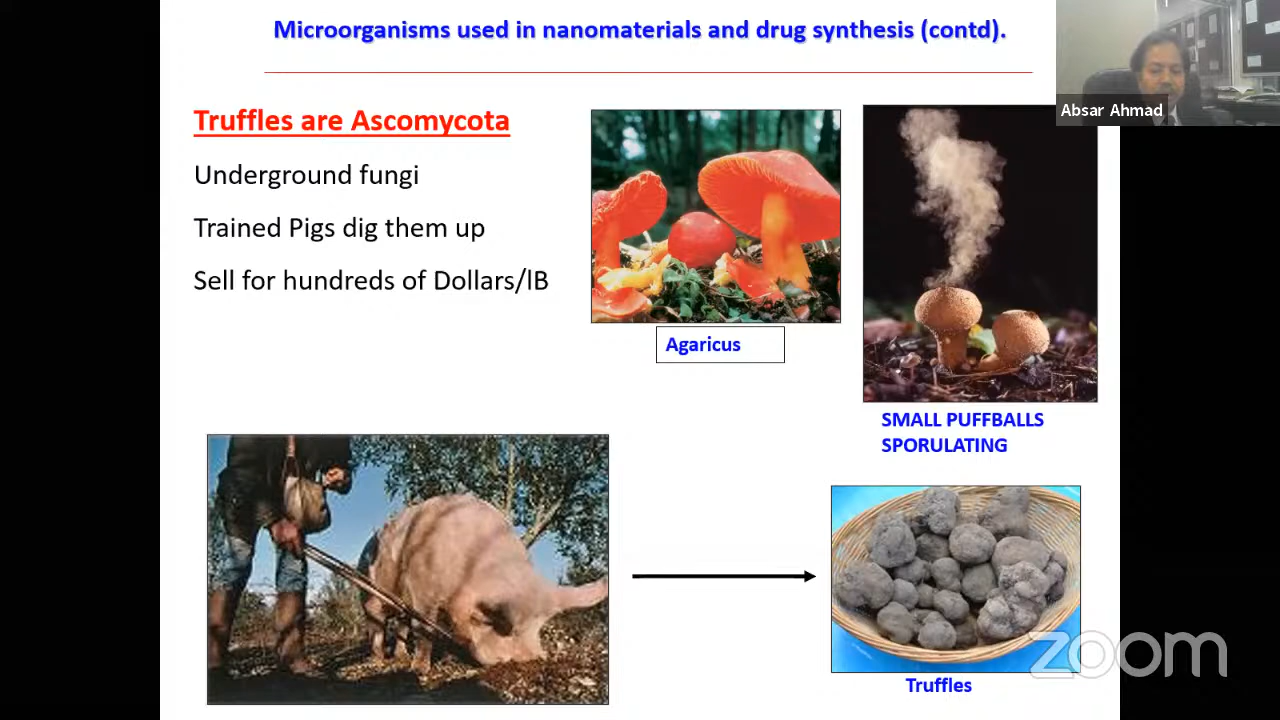 Microorganisms used in nanomaterials and drug synthesis (contd).
Absar Ahmad
Truffles are Ascomycota
Underground fungi
Trained Pigs dig them up
Sell for hundreds of Dollars/lB
Agaricus
SMALL PUFFBALLS
SPORULATING
zoom
Truffles